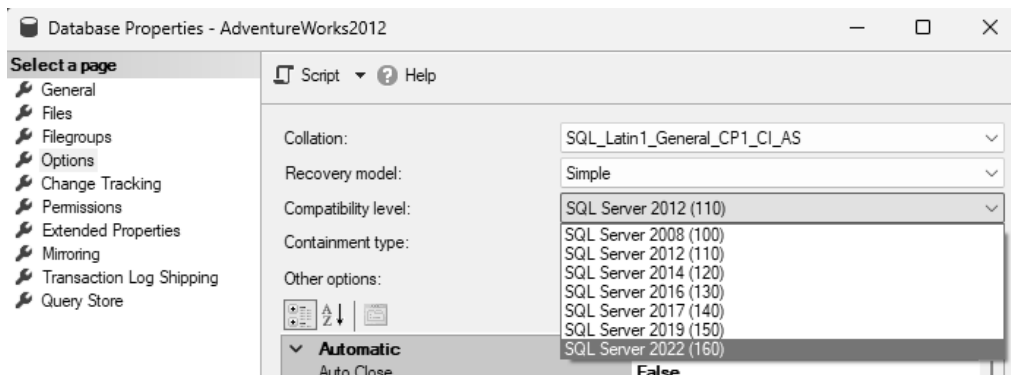 Database Properties - AdventureWorks2012
Select a page
General
Files
Filegroups
Options
Change Tracking
Permissions
Extended Properties
Mirroring
Transaction Log Shipping
Query Store
Script
Help
Collation:
SQL_Latin1_General_CP1_CI_AS
Recovery model:
Simple
Compatibility level:
SQL Server 2012 (110)
SQL Server 2008 (100)
SQL Server 2012 (110)
SQL Server 2014 (120)
SQL Server 2016 (130)
SQL Server 2017 (140)
SQL Server 2019 (150)
SQL Server 2022 (160)
Containment type:
Other options:
Automatic
Auto Close
False